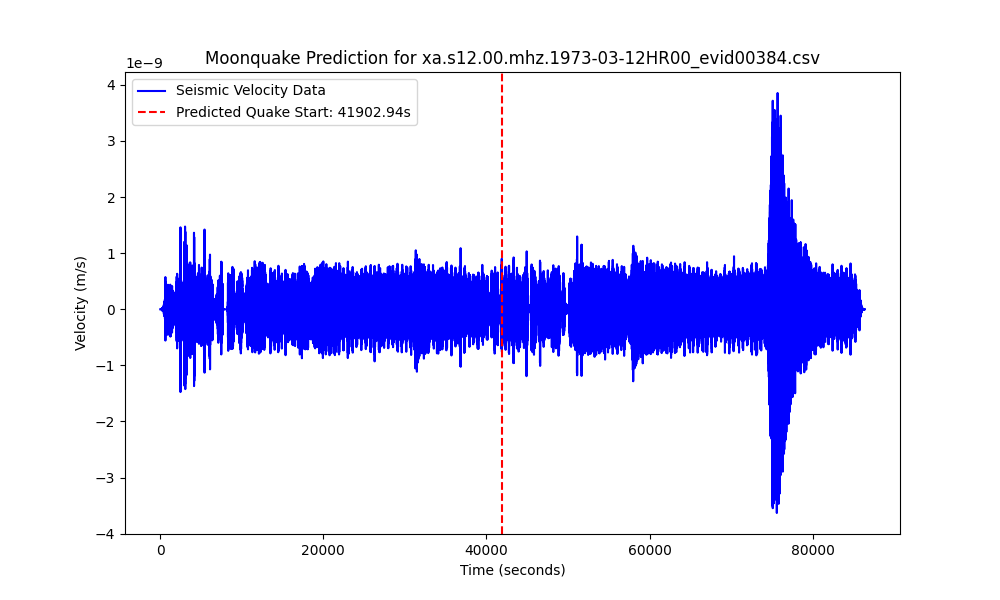 Moonquake Prediction for xa.s12.00.mhz.1973-03-12HR00_evid00384.csv
1e−9
Seismic Velocity Data
Predicted Quake Start: 41902.94s
4
3
2
1
0
−1
−2
−3
−4
Velocity (m/s)
0 20000 40000 60000 80000
Time (seconds)